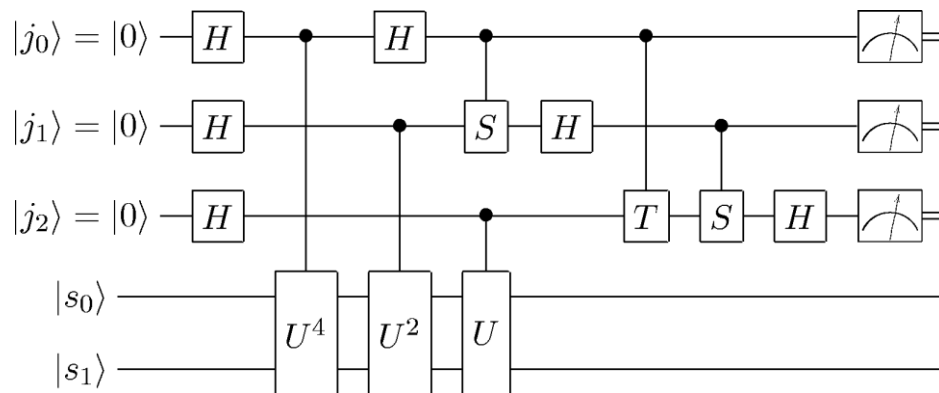 |j₀⟩ = |0⟩ H H
|j₁⟩ = |0⟩ H S H
|j₂⟩ = |0⟩ H T S H
|s₀⟩
U⁴ U² U
|s₁⟩